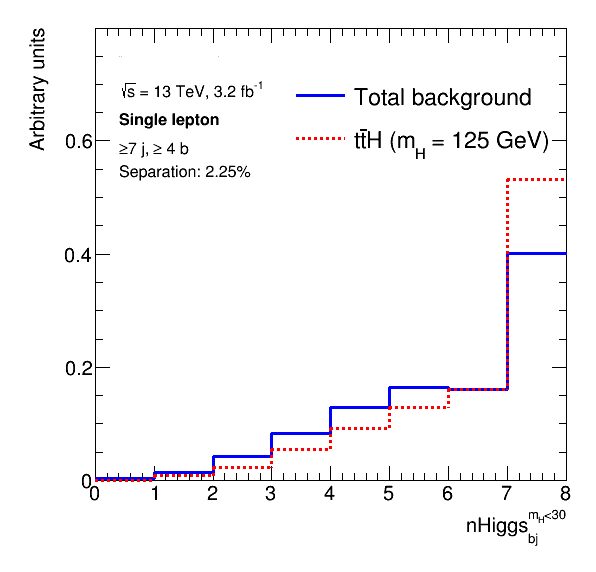 Arbitrary units
√s = 13 TeV, 3.2 fb⁻¹
Single lepton
≥7 j, ≥ 4 b
Separation: 2.25%
Total background
tt̄H (m_H = 125 GeV)
0.6
0.4
0.2
0
0 1 2 3 4 5 6 7 8
nHiggs_bj^{m_H<30}